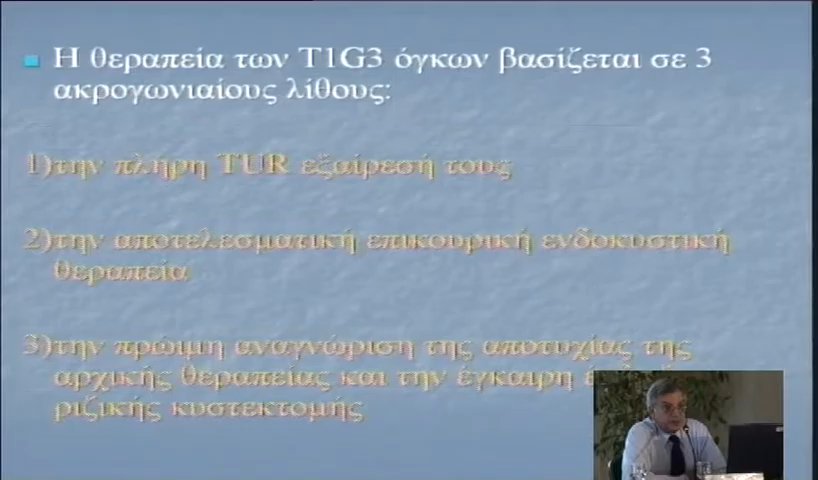 Η θεραπεία των T1G3 όγκων βασίζεται σε 3
ακρογωνιαίους λίθους:
1)την πλήρη TUR εξαίρεσή τους
2)την αποτελεσματική επικουρική ενδοκυστική
θεραπεία
3)την πρώιμη αναγνώριση της αποτυχίας της
αρχικής θεραπείας και την έγκαιρη
ριζικής κυστεκτομής